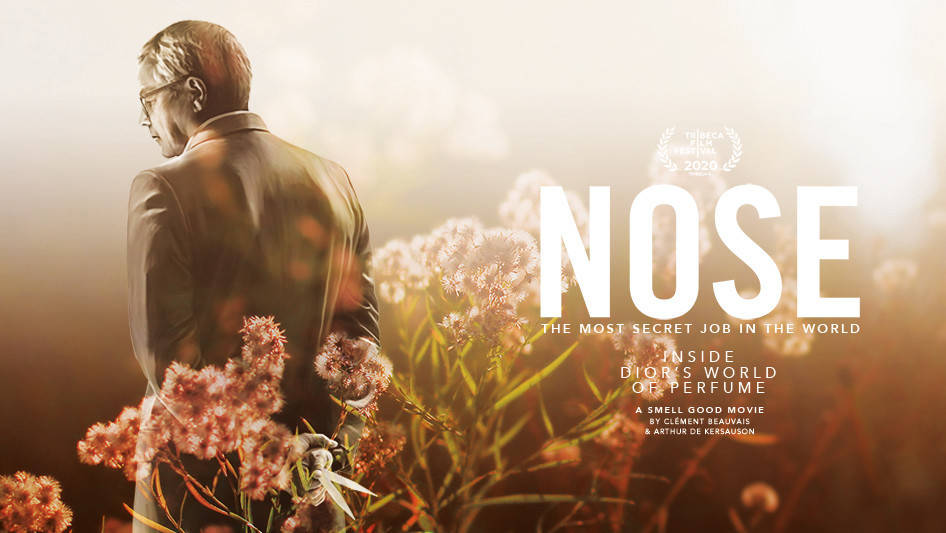 TRIBECA
FILM
FESTIVAL
2020
NOSE
THE MOST SECRET JOB IN THE WORLD
INSIDE
DIOR'S WORLD
OF PERFUME
A SMELL GOOD MOVIE
BY CLÉMENT BEAUVAIS
& ARTHUR DE KERSAUSON